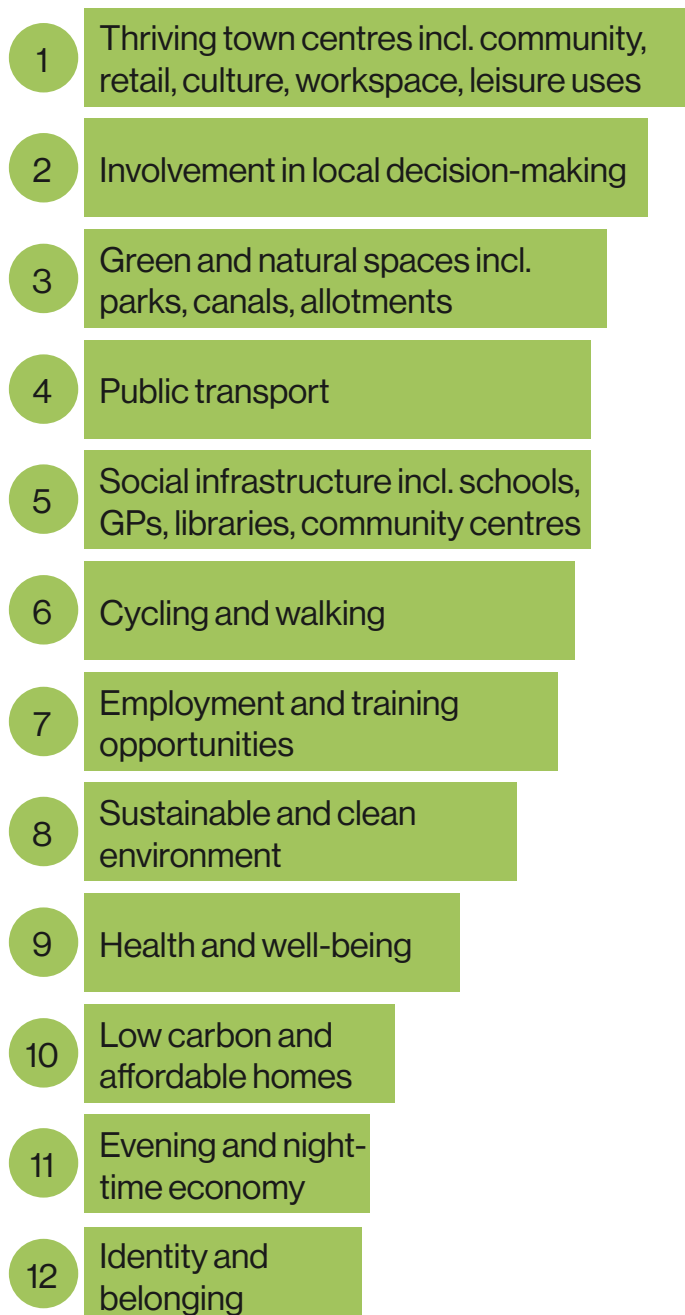 1
Thriving town centres incl. community,
retail, culture, workspace, leisure uses
2
Involvement in local decision-making
3
Green and natural spaces incl.
parks, canals, allotments
4
Public transport
5
Social infrastructure incl. schools,
GPs, libraries, community centres
6
Cycling and walking
7
Employment and training
opportunities
8
Sustainable and clean
environment
9
Health and well-being
10
Low carbon and
affordable homes
11
Evening and night-
time economy
12
Identity and
belonging